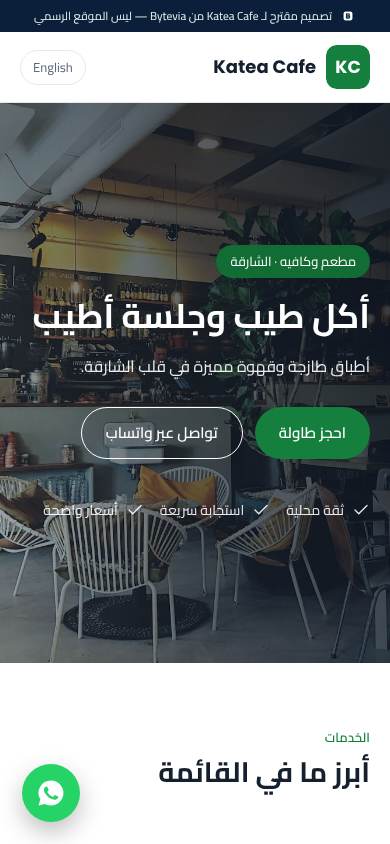 تصميم مقترح لـ Katea Cafe من Bytevia — ليس الموقع الرسمي
KC
Katea Cafe
English
مطعم وكافيه · الشارقة
أكل طيب وجلسة أطيب
أطباق طازجة وقهوة مميزة في قلب الشارقة.
احجز طاولة
تواصل عبر واتساب
ثقة محلية
استجابة سريعة
أسعار واضحة
الخدمات
أبرز ما في القائمة